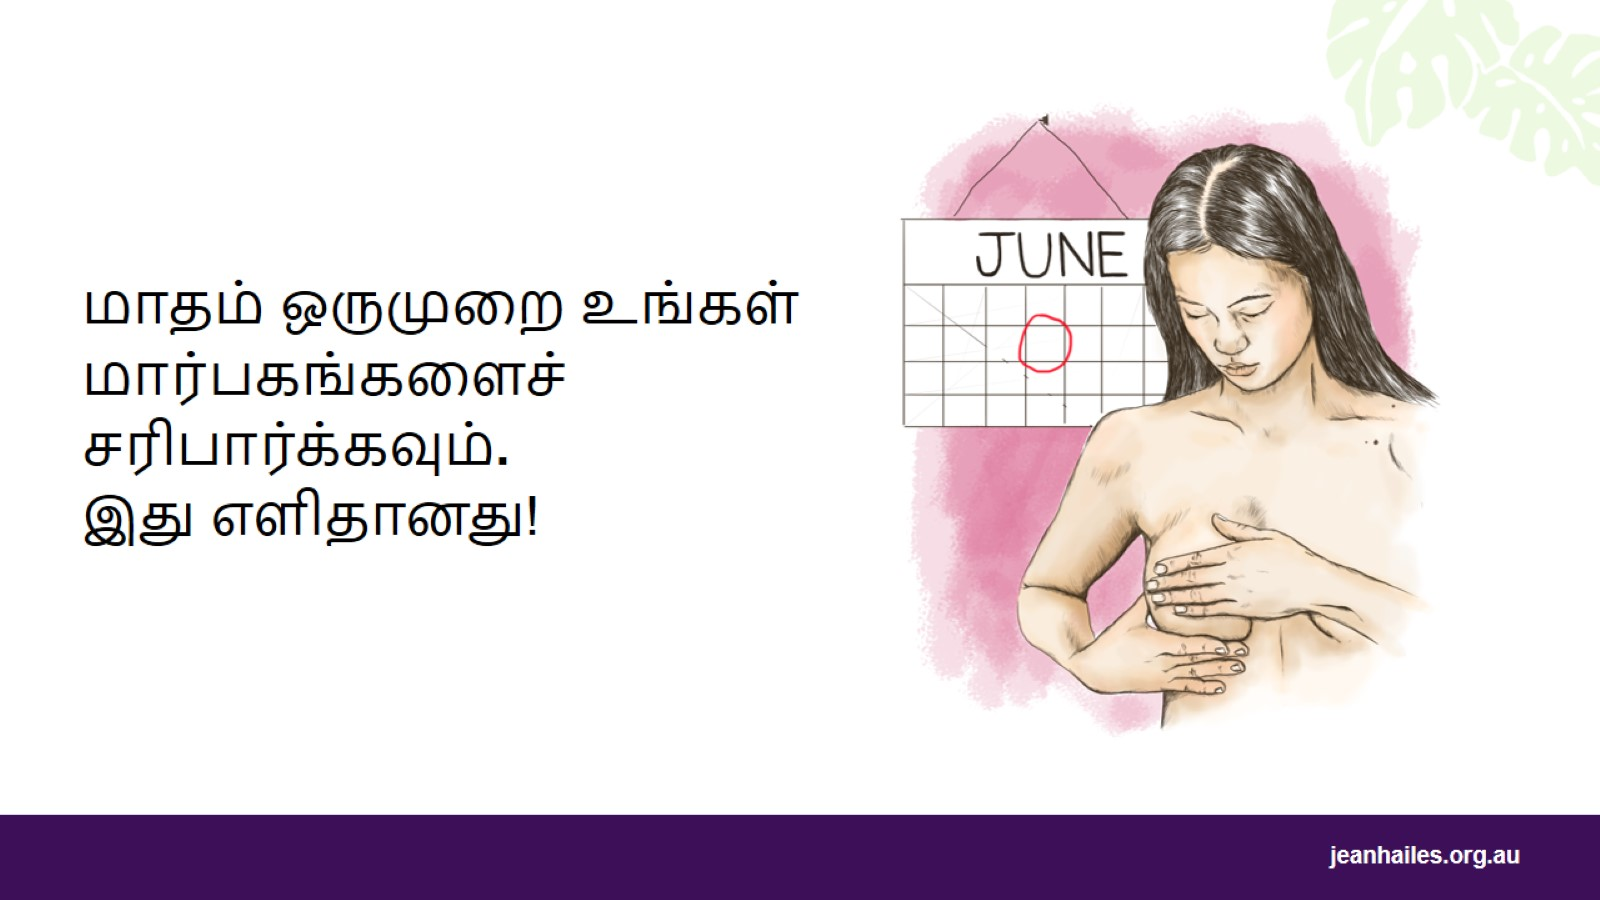 மாதம் ஒருமுறை உங்கள்
மார்பகங்களைச்
சரிபார்க்கவும்.
இது எளிதானது!
JUNE
jeanhailes.org.au